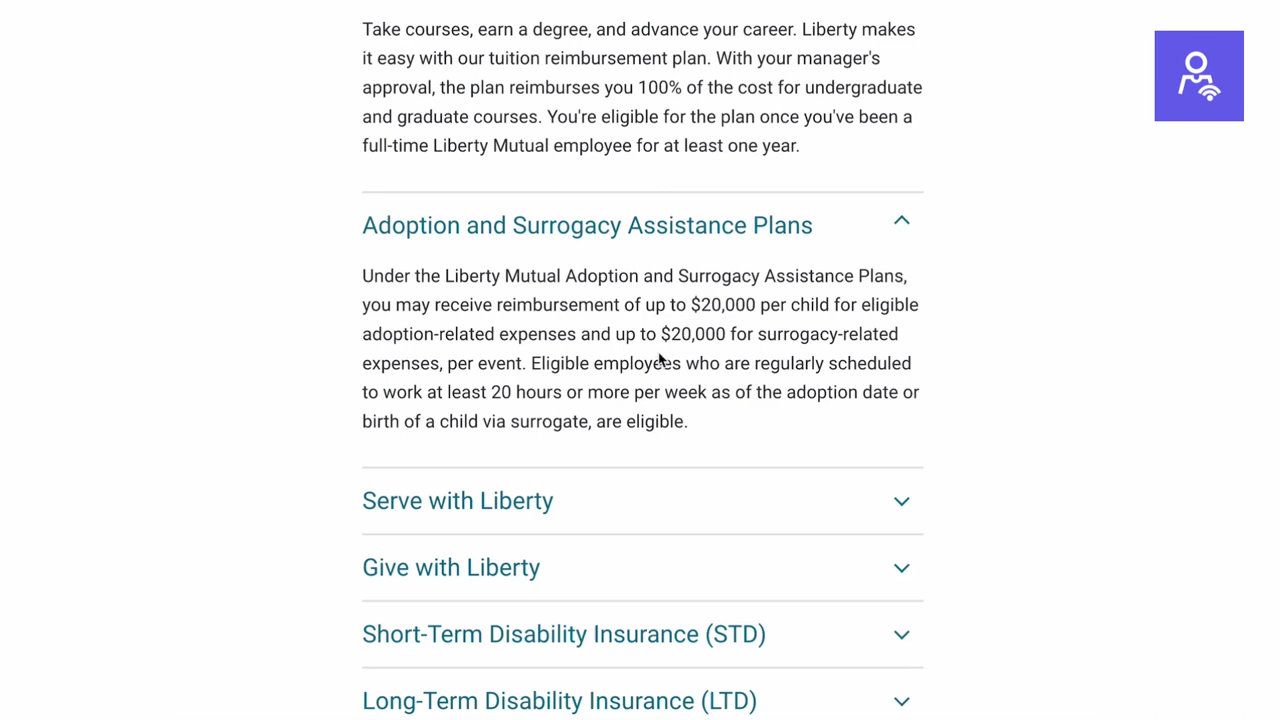 Take courses, earn a degree, and advance your career. Liberty makes
it easy with our tuition reimbursement plan. With your manager's
approval, the plan reimburses you 100% of the cost for undergraduate
and graduate courses. You're eligible for the plan once you've been a
full-time Liberty Mutual employee for at least one year.
Adoption and Surrogacy Assistance Plans
Under the Liberty Mutual Adoption and Surrogacy Assistance Plans,
you may receive reimbursement of up to $20,000 per child for eligible
adoption-related expenses and up to $20,000 for surrogacy-related
expenses, per event. Eligible employees who are regularly scheduled
to work at least 20 hours or more per week as of the adoption date or
birth of a child via surrogate, are eligible.
Serve with Liberty
Give with Liberty
Short-Term Disability Insurance (STD)
Long-Term Disability Insurance (LTD)